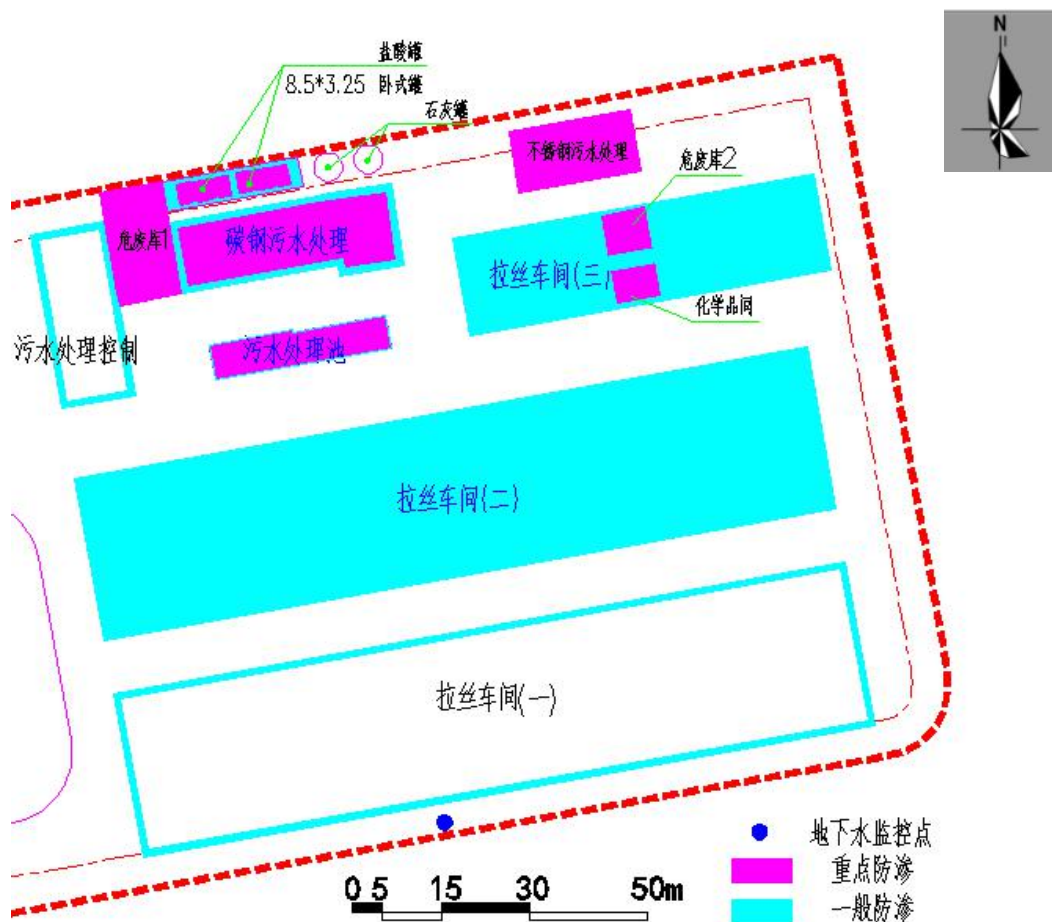 N
盐酸罐
8.5*3.25 卧式罐
石灰罐
不锈钢污水处理
危废库2
危废库1
碳钢污水处理
拉丝车间(三)
化学品间
污水处理控制
污水处理池
拉丝车间(二)
拉丝车间(一)
地下水监控点
重点防渗
一般防渗
0 5 15 30 50m